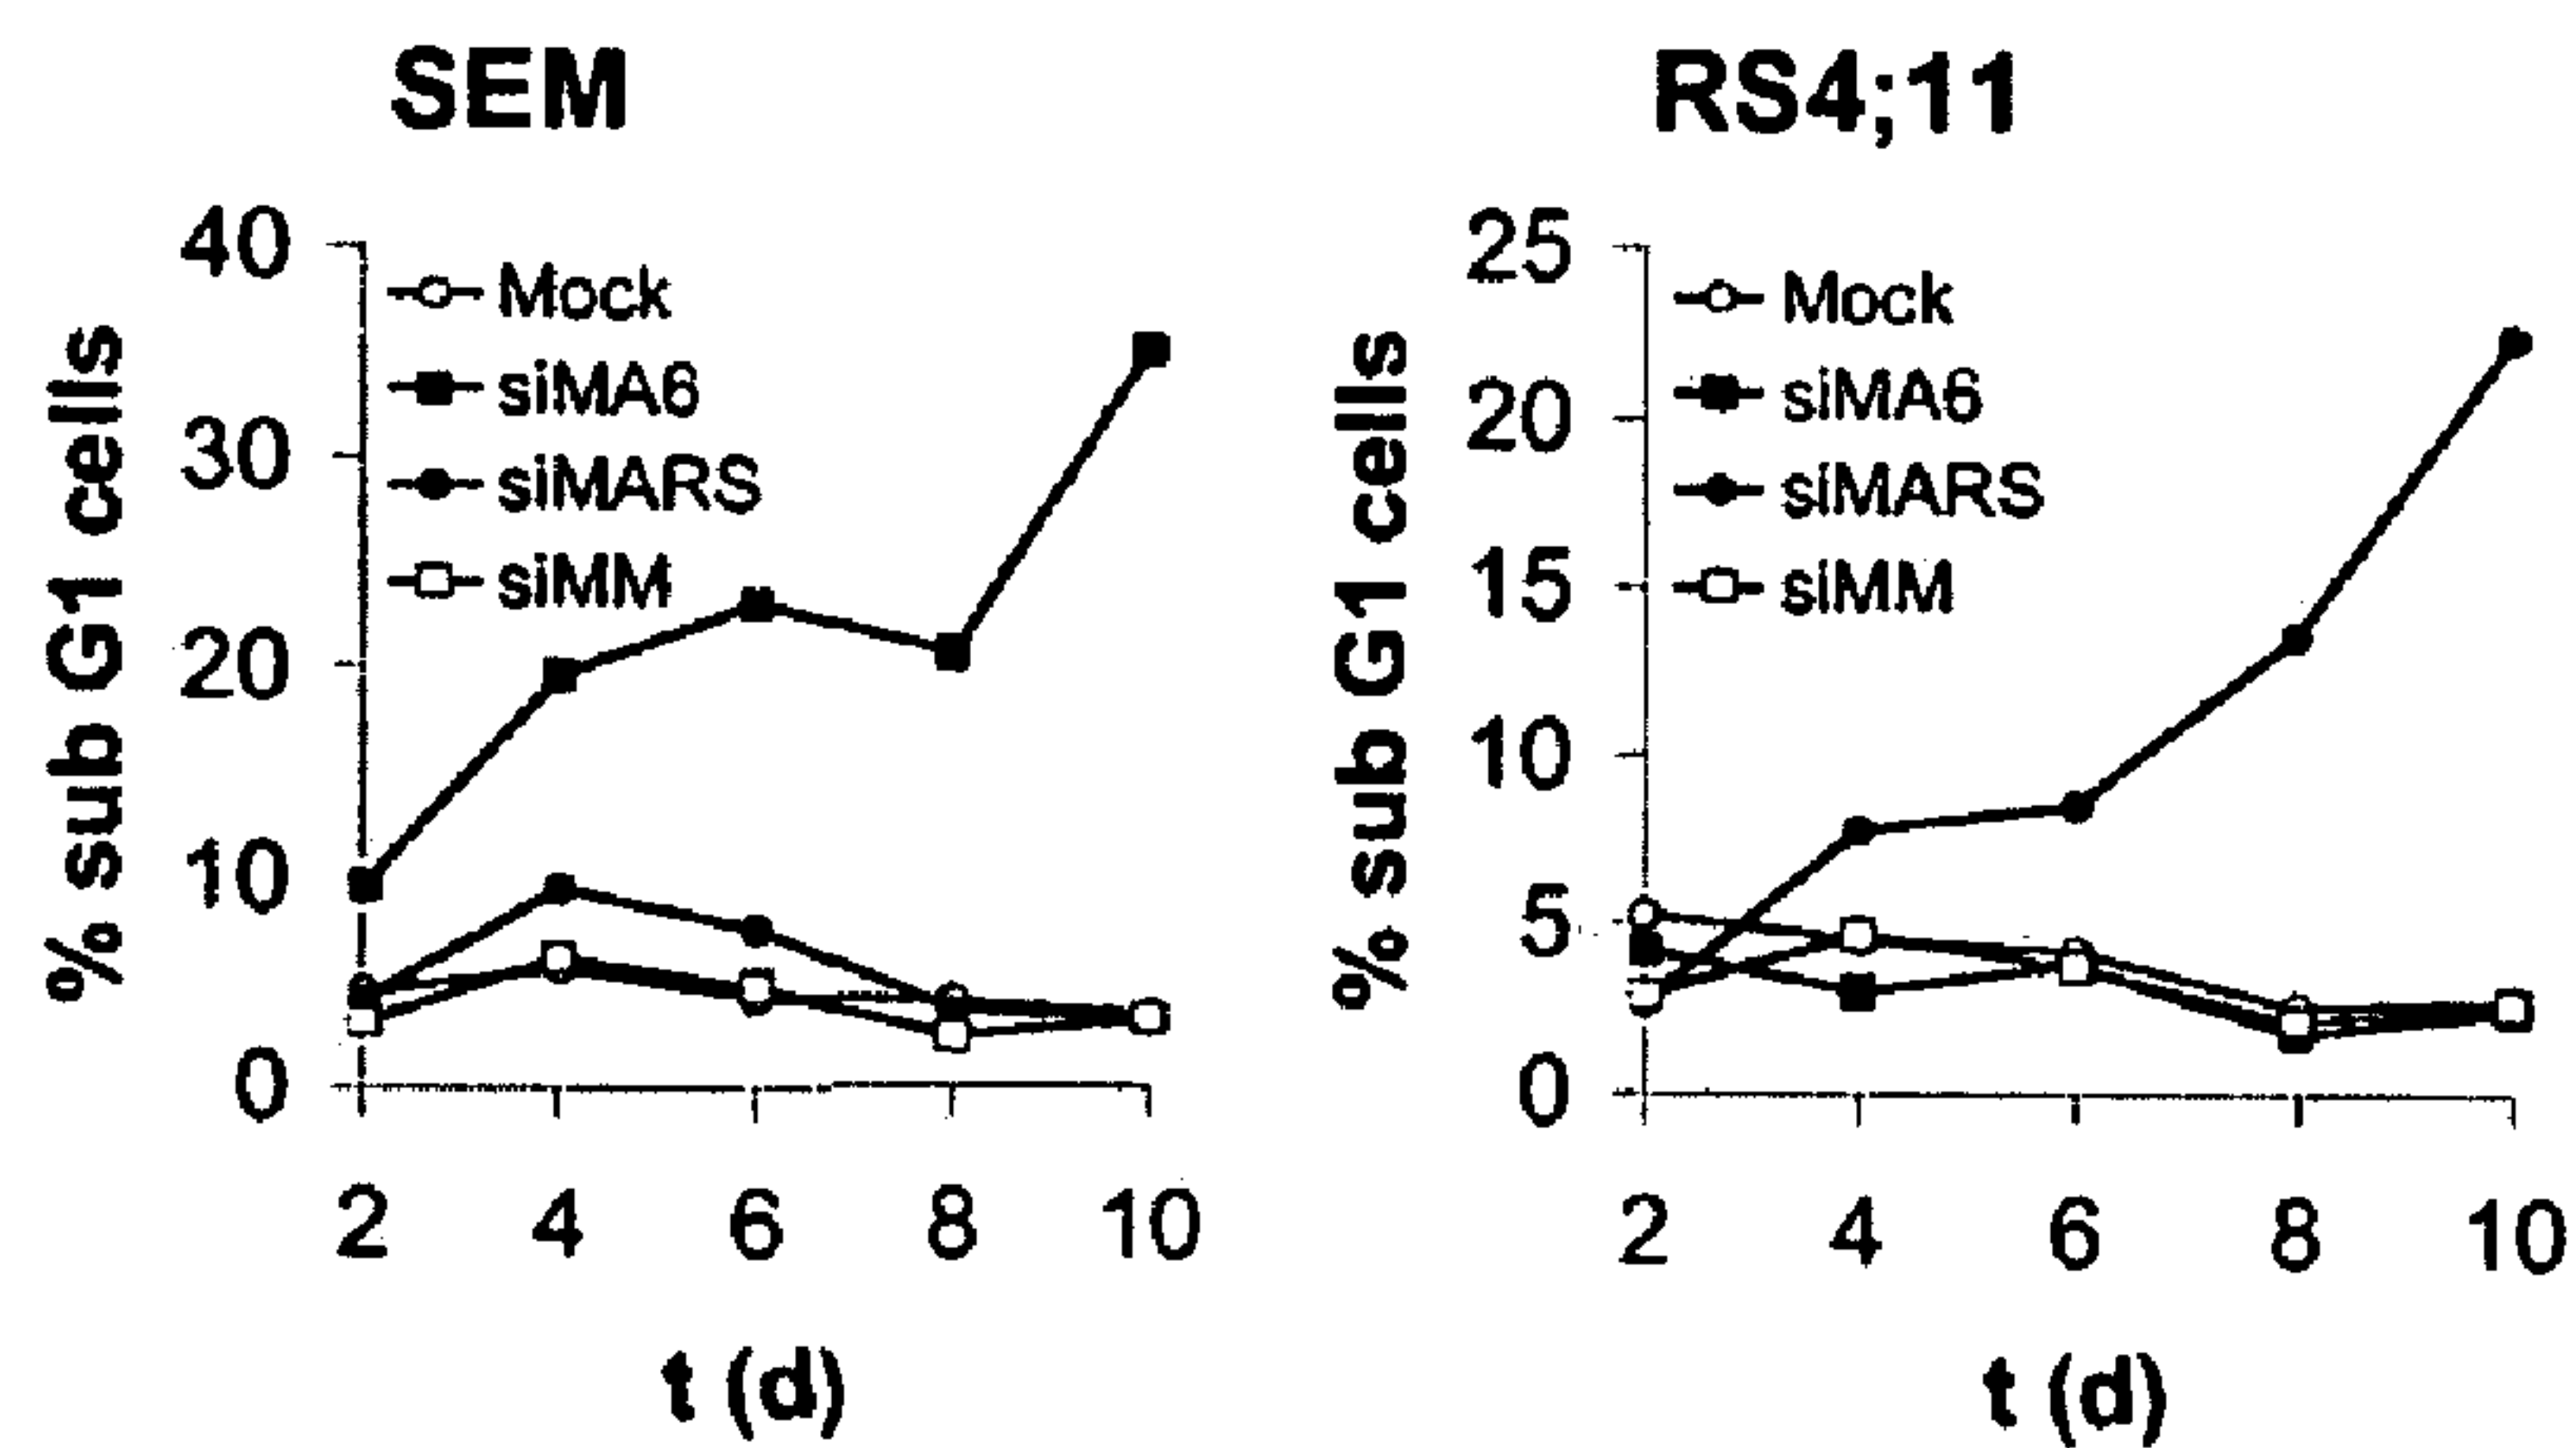 SEM
40
30
20
10
0
% sub G1 cells
Mock
siMA6
siMARS
siMM
2 4 6 8 10
t (d)
RS4;11
25
20
15
10
5
0
% sub G1 cells
Mock
siMA6
siMARS
siMM
2 4 6 8 10
t (d)